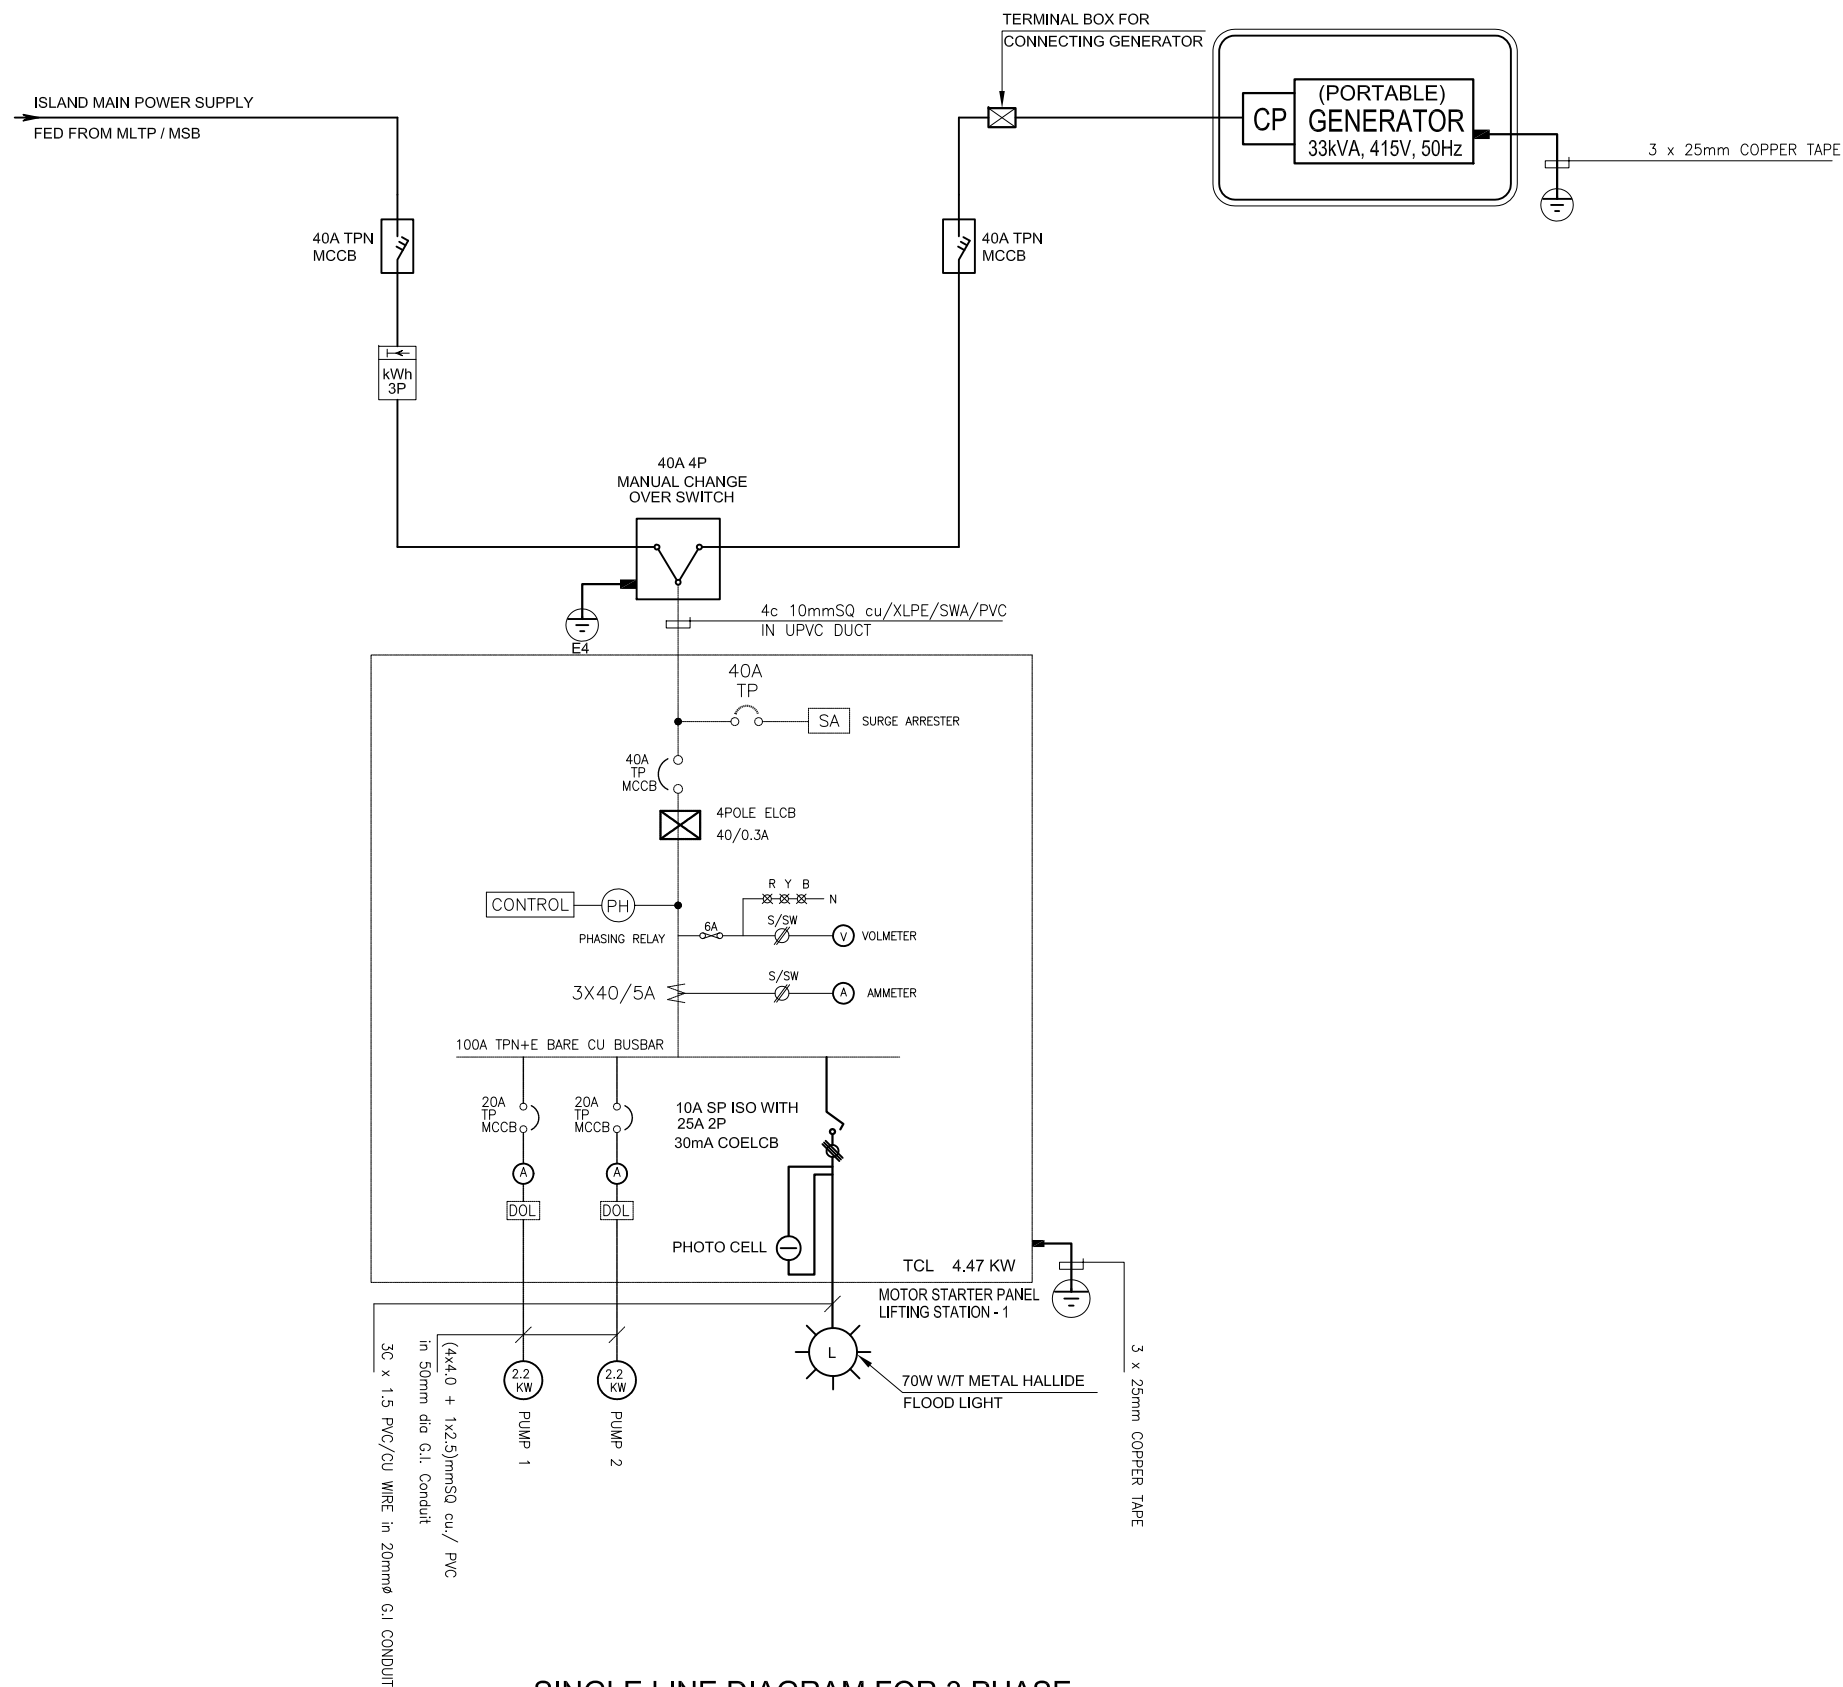 TERMINAL BOX FOR
CONNECTING GENERATOR
ISLAND MAIN POWER SUPPLY
FED FROM MLTP / MSB
CP
(PORTABLE)
GENERATOR
33kVA, 415V, 50Hz
3 x 25mm COPPER TAPE
40A TPN
MCCB
40A TPN
MCCB
kWh
3P
40A 4P
MANUAL CHANGE
OVER SWITCH
E4
4c 10mmSQ cu/XLPE/SWA/PVC
IN UPVC DUCT
40A
TP
SA
SURGE ARRESTER
40A
TP
MCCB
4POLE ELCB
40/0.3A
CONTROL
PH
PHASING RELAY
R Y B
N
6A
S/SW
V
VOLMETER
3X40/5A
S/SW
A
AMMETER
100A TPN+E BARE CU BUSBAR
20A
TP
MCCB
20A
TP
MCCB
10A SP ISO WITH
25A 2P
30mA COELCB
A
A
DOL
DOL
PHOTO CELL
TCL 4.47 KW
MOTOR STARTER PANEL
LIFTING STATION - 1
L
70W W/T METAL HALLIDE
FLOOD LIGHT
2.2
KW
2.2
KW
PUMP 1
PUMP 2
(4x4.0 + 1x2.5)mmSQ cu./ PVC
in 50mm dia G.I. Conduit
3C x 1.5 PVC/CU WIRE in 20mmø G.I CONDUIT
3 x 25mm COPPER TAPE
SINGLE LINE DIAGRAM FOR 3 PHASE